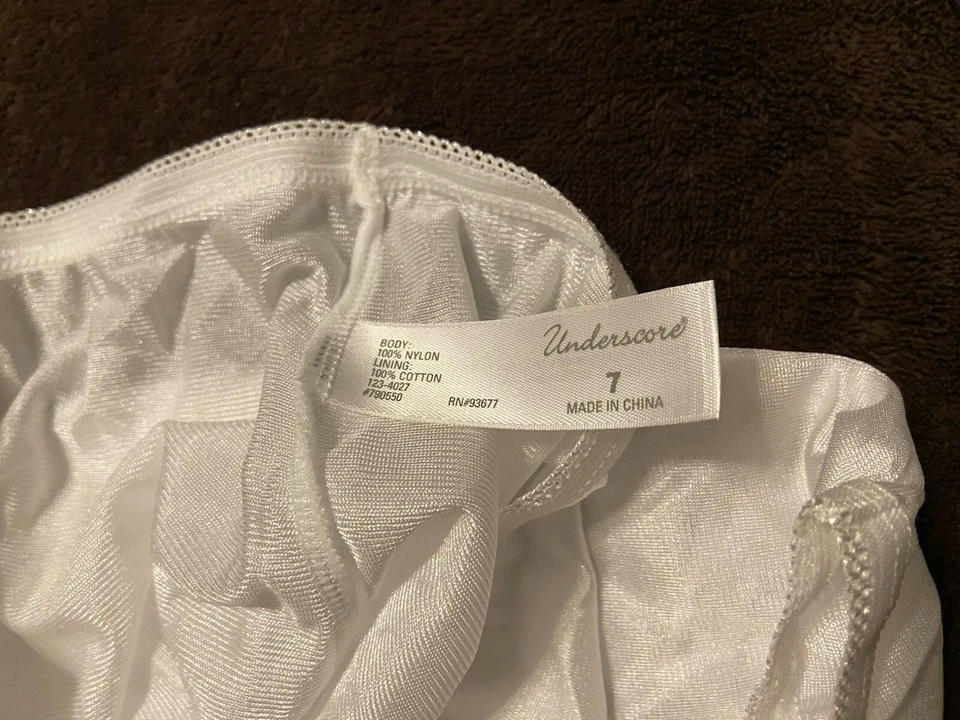 BODY:
100% NYLON
LINING:
100% COTTON
123-4027
#790550
RN#93677
Underscore®
7
MADE IN CHINA